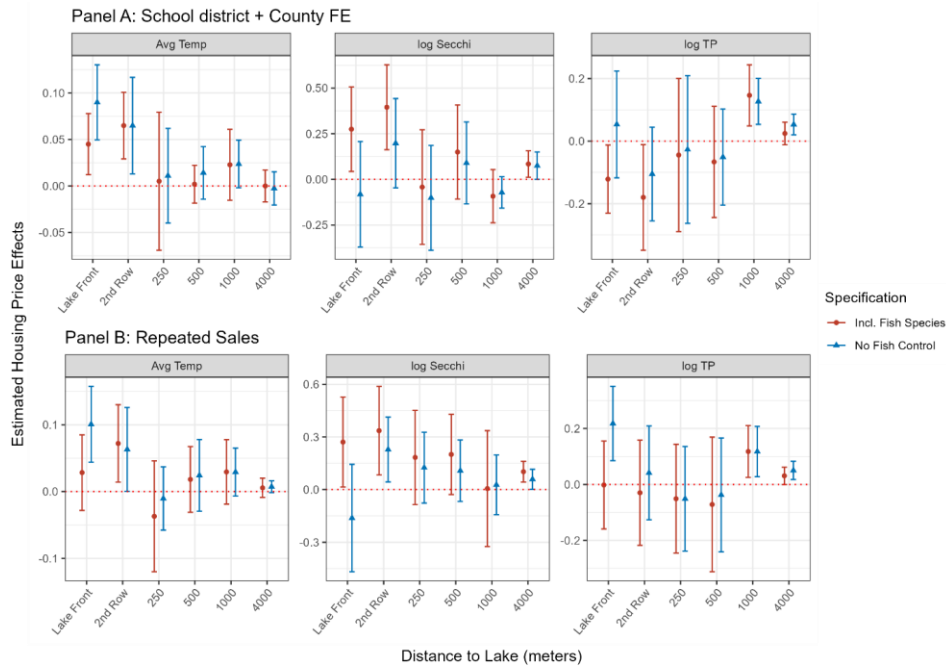 Panel A: School district + County FE
Avg Temp
log Secchi
log TP
0.10
0.05
0.00
-0.05
0.50
0.25
0.00
-0.25
0.2
0.0
-0.2
Lake Front
2nd Row
250
500
1000
4000
Lake Front
2nd Row
250
500
1000
4000
Lake Front
2nd Row
250
500
1000
4000
Estimated Housing Price Effects
Specification
Incl. Fish Species
No Fish Control
Panel B: Repeated Sales
Avg Temp
log Secchi
log TP
0.1
0.0
-0.1
0.6
0.3
0.0
-0.3
0.2
0.0
-0.2
Lake Front
2nd Row
250
500
1000
4000
Lake Front
2nd Row
250
500
1000
4000
Lake Front
2nd Row
250
500
1000
4000
Distance to Lake (meters)